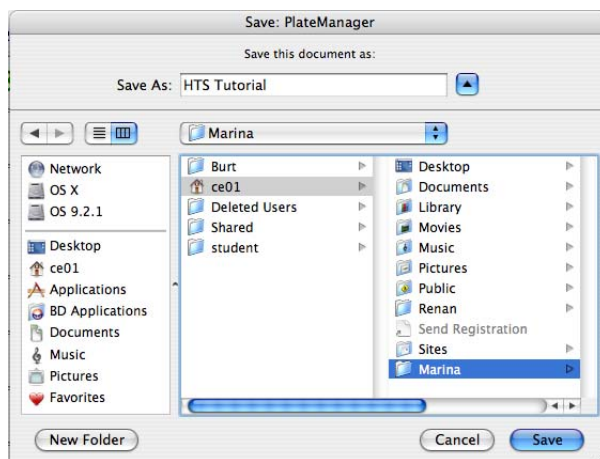 Save: PlateManager
Save this document as:
Save As: HTS Tutorial
Marina
Network
OS X
OS 9.2.1
Desktop
ce01
Applications
BD Applications
Documents
Music
Pictures
Favorites
Burt
ce01
Deleted Users
Shared
student
Desktop
Documents
Library
Movies
Music
Pictures
Public
Renan
Send Registration
Sites
Marina
New Folder
Cancel
Save